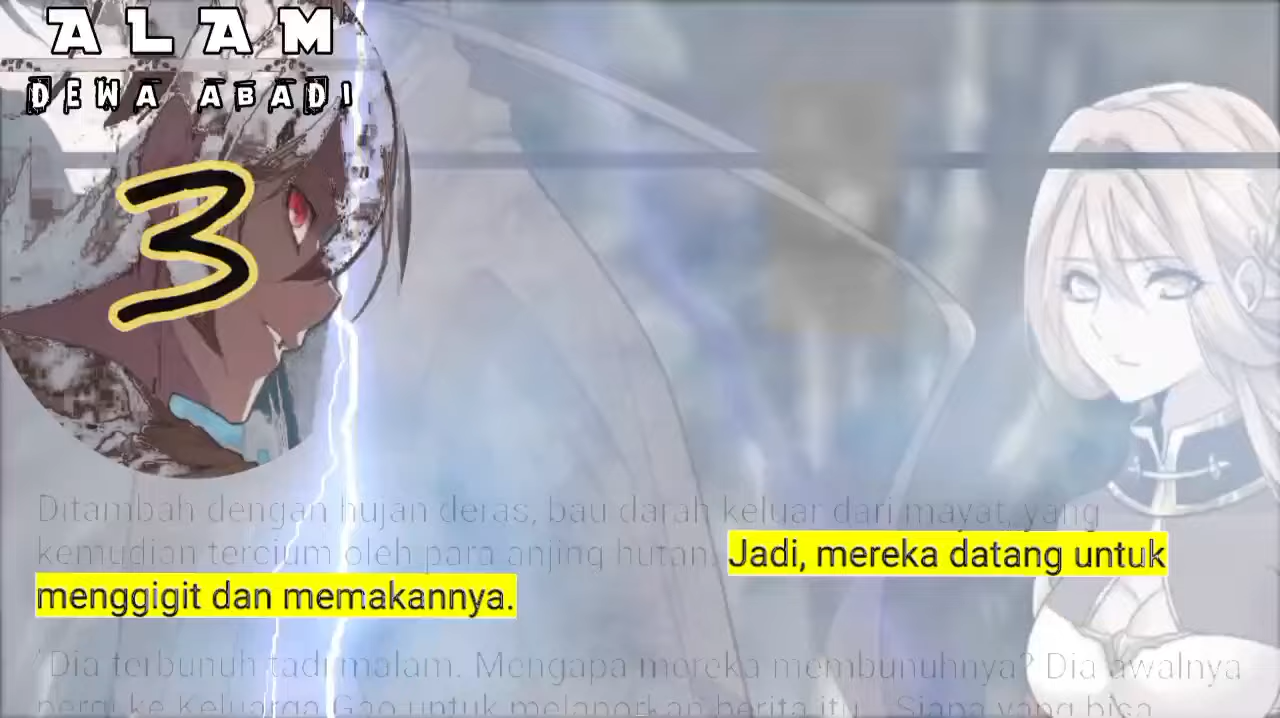 ALAM
DEWA ABADI
3
Ditambah dengan hujan deras, bau darah keluar dari mayat, yang
kemudian tercium oleh para anjing hutan. Jadi, mereka datang untuk
menggigit dan memakannya.
"Dia terbunuh tadi malam. Mengapa mereka membunuhnya? Dia awalnya
pergi ke Keluarga Gao untuk melaporkan berita itu... Siapa yang bisa